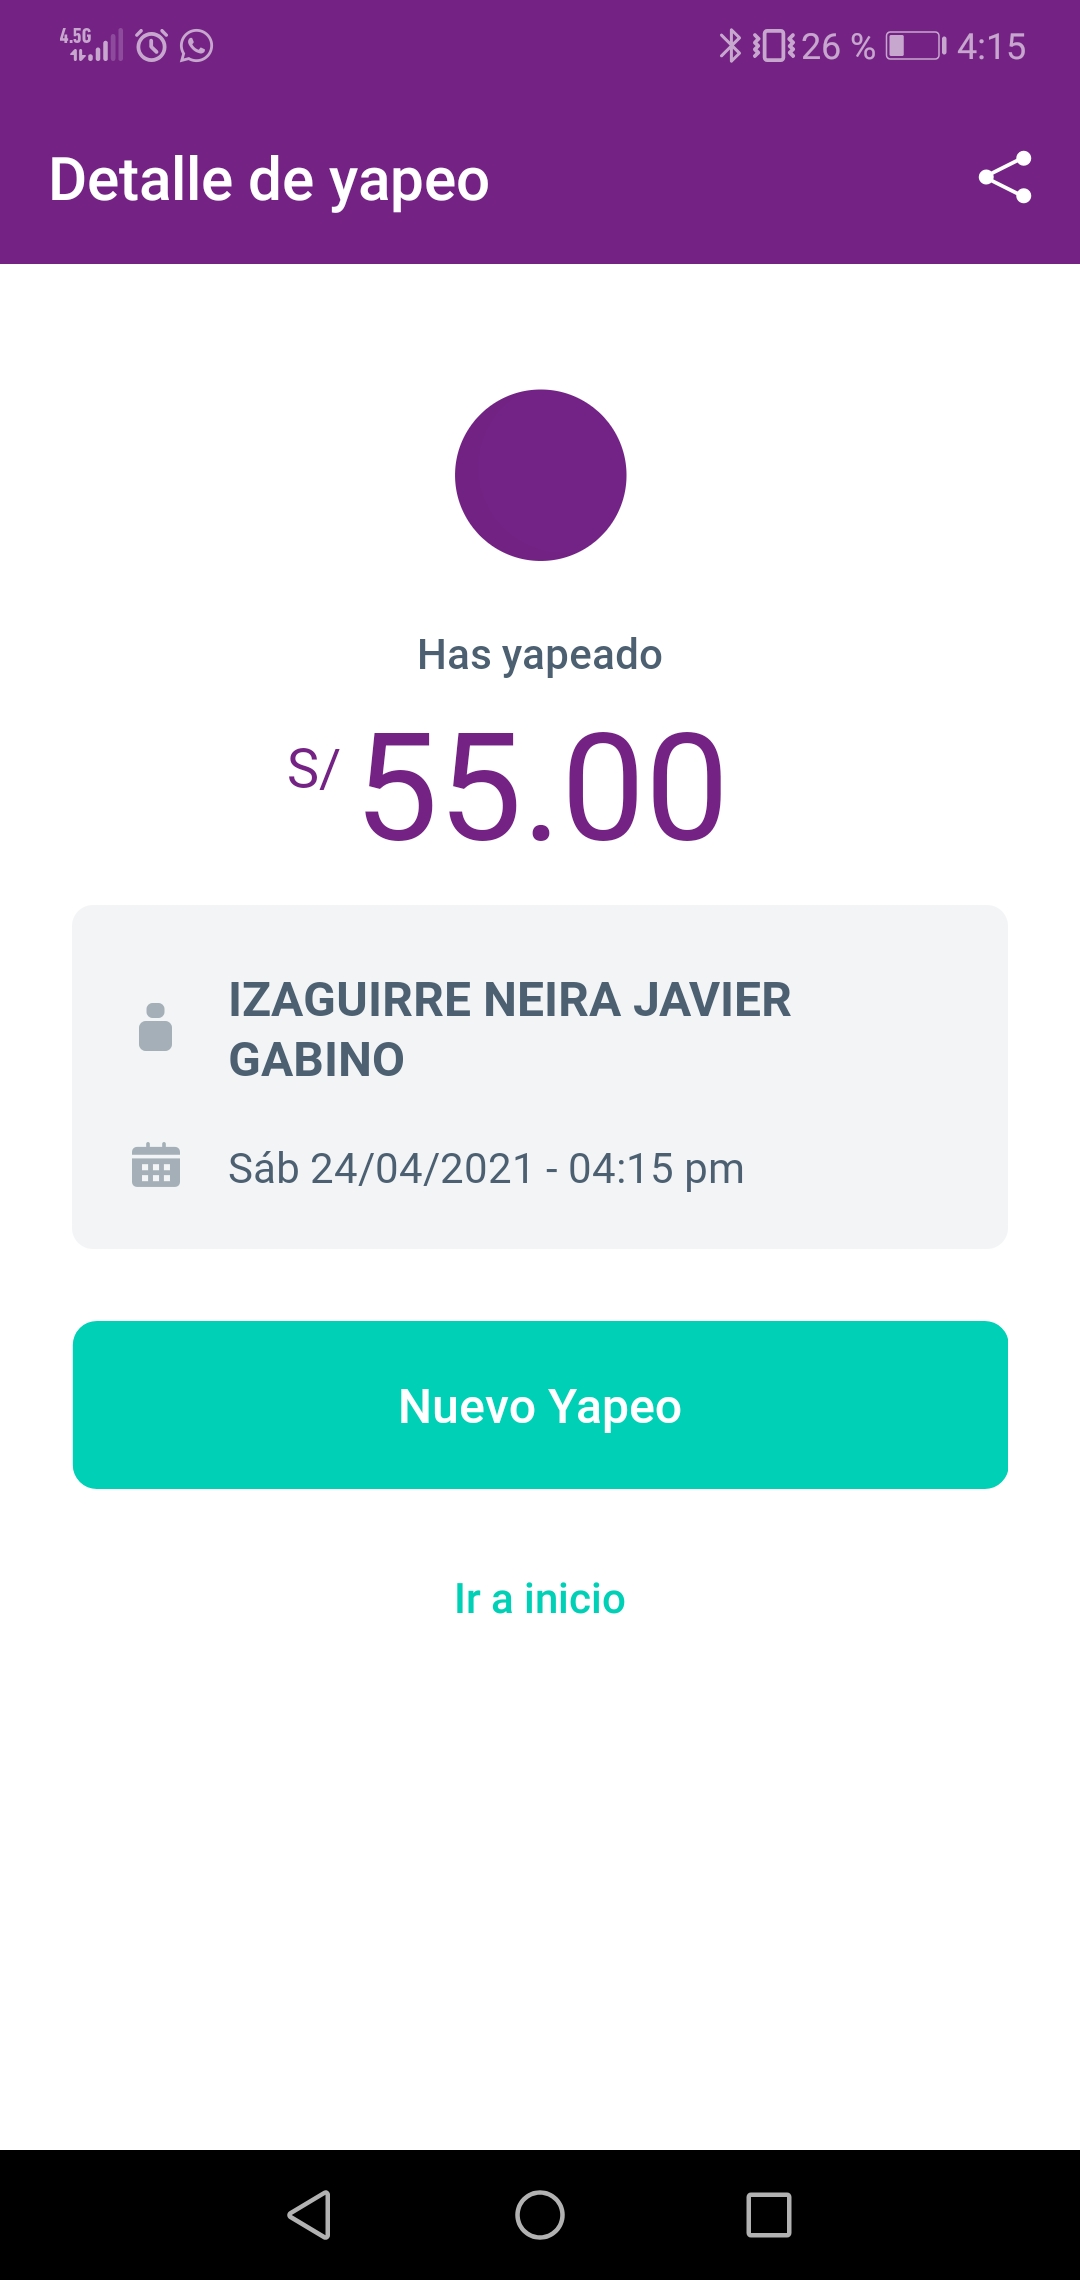 4.5G 26 % 4:15
Detalle de yapeo
Has yapeado
S/ 55.00
IZAGUIRRE NEIRA JAVIER
GABINO
Sáb 24/04/2021 - 04:15 pm
Nuevo Yapeo
Ir a inicio